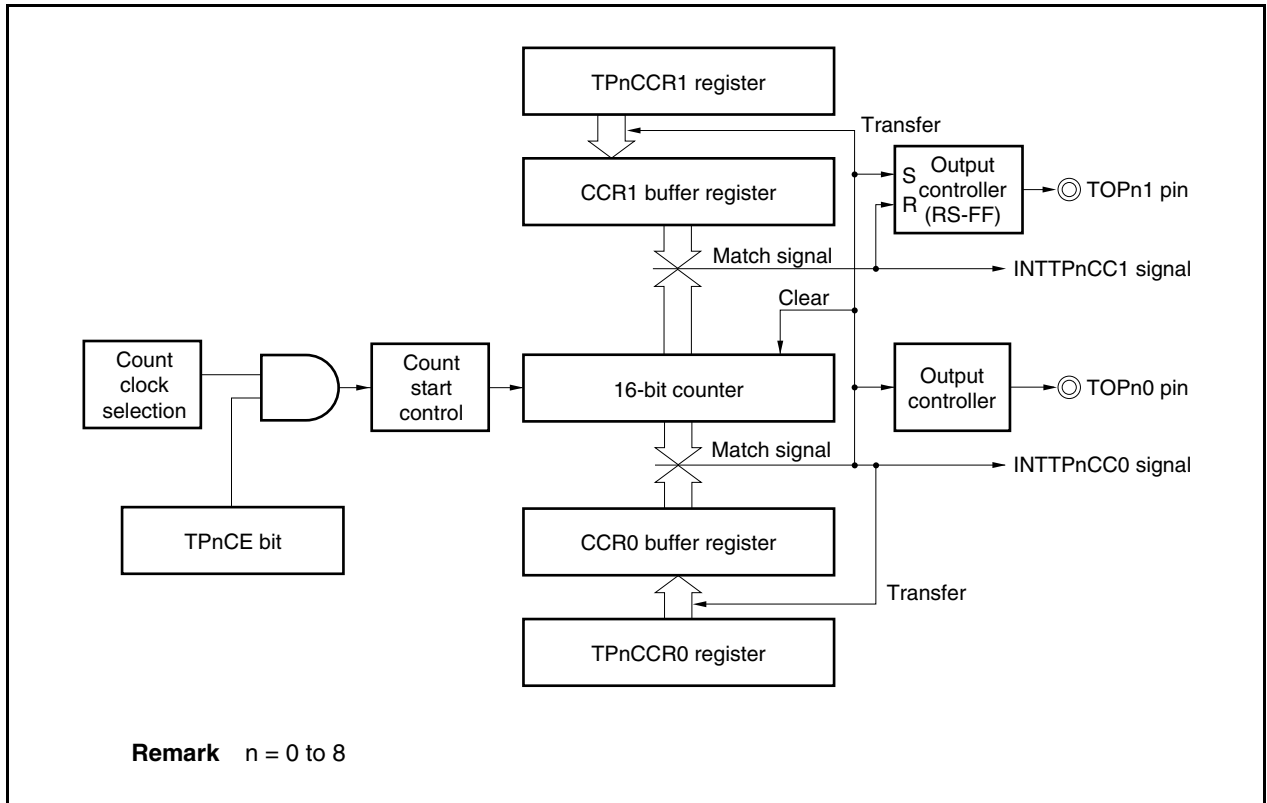 TPnCCR1 register
Transfer
CCR1 buffer register
S
R
Output
controller
(RS-FF)
TOPn1 pin
Match signal
INTTPnCC1 signal
Clear
Count
clock
selection
Count
start
control
16-bit counter
Output
controller
TOPn0 pin
Match signal
INTTPnCC0 signal
TPnCE bit
CCR0 buffer register
Transfer
TPnCCR0 register
Remark n = 0 to 8